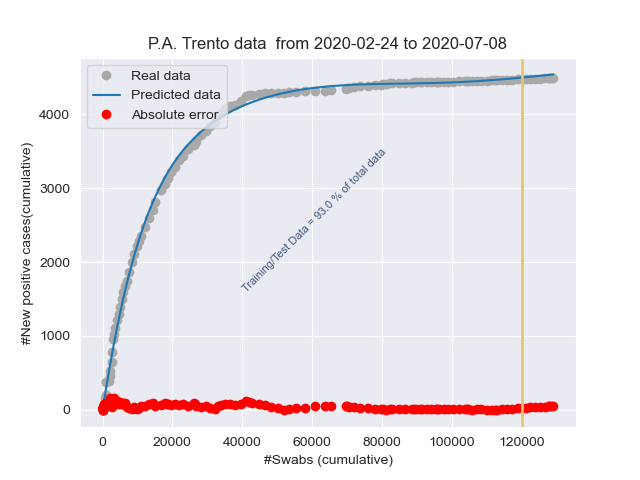 P.A. Trento data  from 2020-02-24 to 2020-07-08
Real data
Predicted data
Absolute error
#New positive cases(cumulative)
4000
3000
2000
1000
0
Training/Test Data = 93.0 % of total data
0
20000
40000
60000
80000
100000
120000
#Swabs (cumulative)